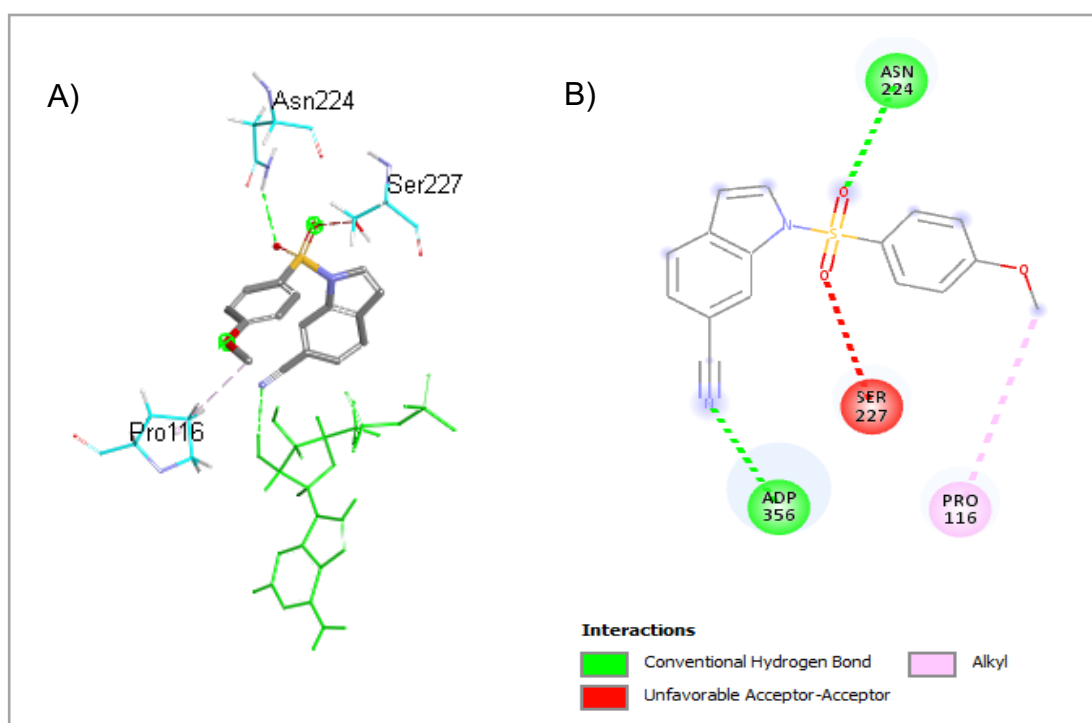 A)
Asn224
Ser227
Pro116
B)
ASN
224
N
S
O
O
O
N
SER
227
ADP
356
PRO
116
Interactions
Conventional Hydrogen Bond
Alkyl
Unfavorable Acceptor-Acceptor